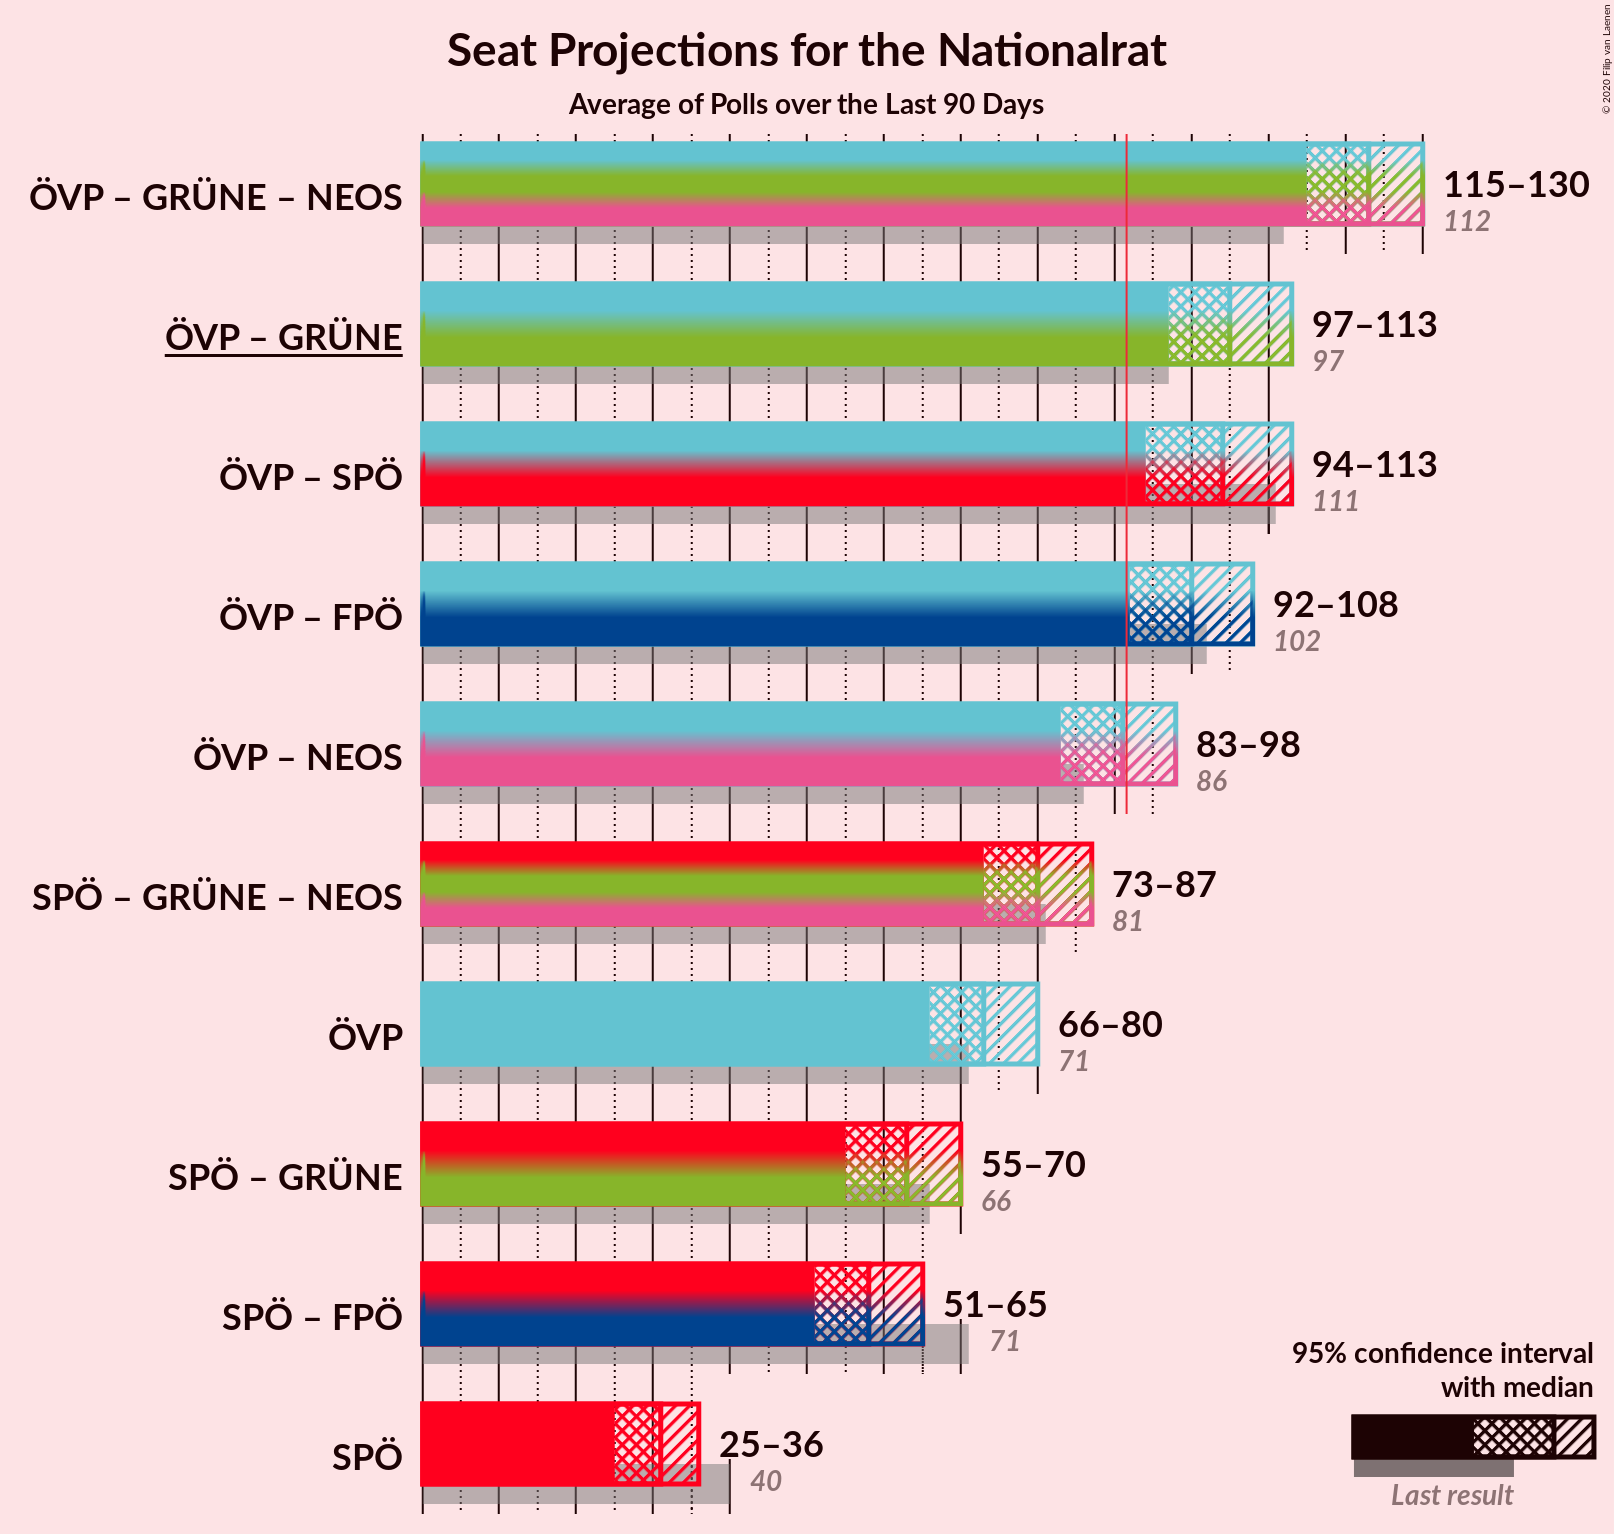 Seat Projections for the Nationalrat
Average of Polls over the Last 90 Days
© 2020 Filip van Laenen
ÖVP – GRÜNE – NEOS
115–130
112
ÖVP – GRÜNE
97–113
97
ÖVP – SPÖ
94–113
111
ÖVP – FPÖ
92–108
102
ÖVP – NEOS
83–98
86
SPÖ – GRÜNE – NEOS
73–87
81
ÖVP
66–80
71
SPÖ – GRÜNE
55–70
66
SPÖ – FPÖ
51–65
71
SPÖ
25–36
40
95% confidence interval
with median
Last result